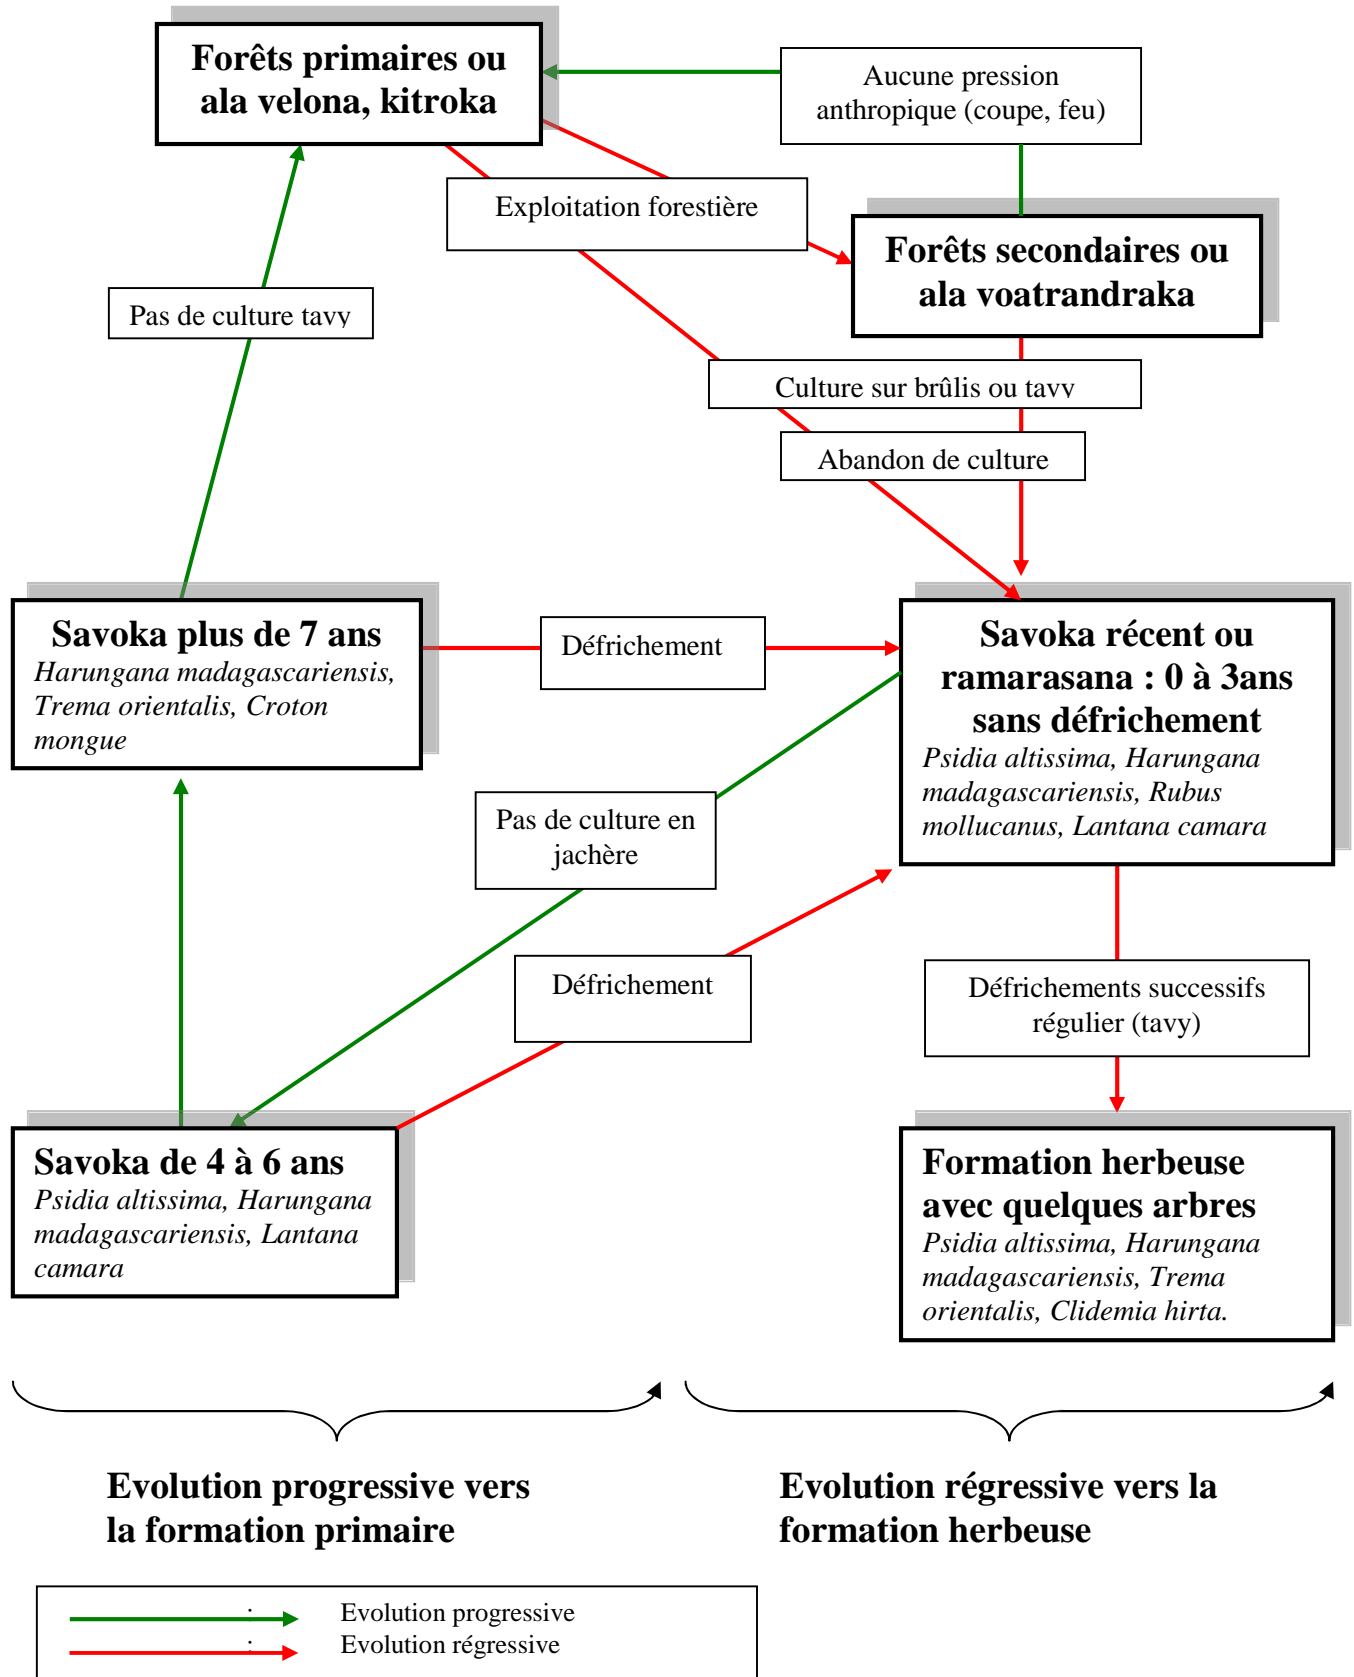 Forêts primaires ou
ala velona, kitroka
Aucune pression
anthropique (coupe, feu)
Exploitation forestière
Forêts secondaires ou
ala voatrandraka
Pas de culture tavy
Culture sur brûlis ou tavy
Abandon de culture
Savoka plus de 7 ans
Harungana madagascariensis,
Trema orientalis, Croton
mongue
Défrichement
Savoka récent ou
ramarasana : 0 à 3ans
sans défrichement
Psidia altissima, Harungana
madagascariensis, Rubus
mollucanus, Lantana camara
Pas de culture en
jachère
Défrichement
Défrichements successifs
régulier (tavy)
Savoka de 4 à 6 ans
Psidia altissima, Harungana
madagascariensis, Lantana
camara
Formation herbeuse
avec quelques arbres
Psidia altissima, Harungana
madagascariensis, Trema
orientalis, Clidemia hirta.
Evolution progressive vers
la formation primaire
Evolution régressive vers la
formation herbeuse
: Evolution progressive
: Evolution régressive